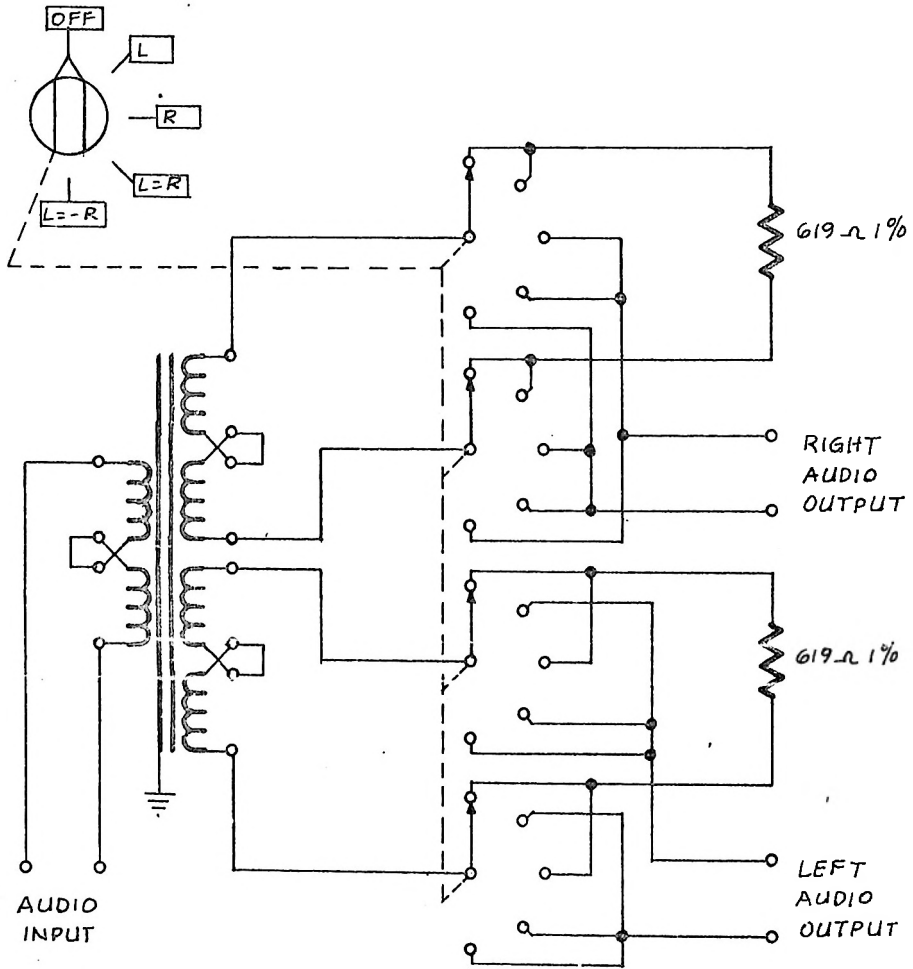 OFF
L
R
L=R
L=-R
619 Ω 1%
RIGHT
AUDIO
OUTPUT
619 Ω 1%
LEFT
AUDIO
OUTPUT
AUDIO
INPUT